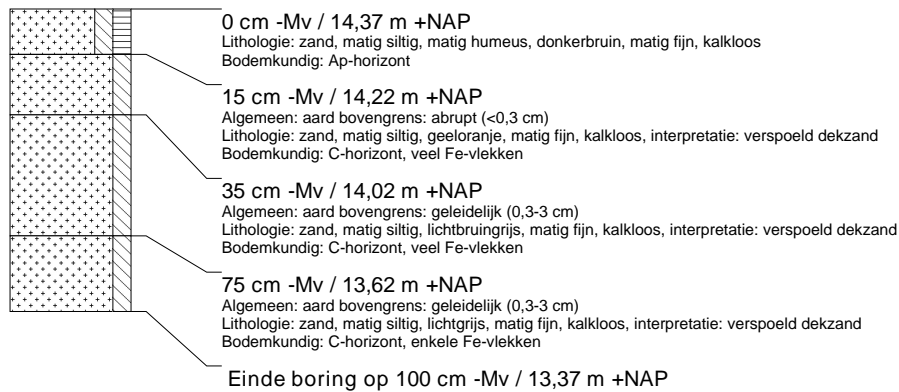 0 cm -Mv / 14,37 m +NAP
Lithologie: zand, matig siltig, matig humeus, donkerbruin, matig fijn, kalkloos
Bodemkundig: Ap-horizont
15 cm -Mv / 14,22 m +NAP
Algemeen: aard bovengrens: abrupt (<0,3 cm)
Lithologie: zand, matig siltig, geeloranje, matig fijn, kalkloos, interpretatie: verspoeld dekzand
Bodemkundig: C-horizont, veel Fe-vlekken
35 cm -Mv / 14,02 m +NAP
Algemeen: aard bovengrens: geleidelijk (0,3-3 cm)
Lithologie: zand, matig siltig, lichtbruingrijs, matig fijn, kalkloos, interpretatie: verspoeld dekzand
Bodemkundig: C-horizont, veel Fe-vlekken
75 cm -Mv / 13,62 m +NAP
Algemeen: aard bovengrens: geleidelijk (0,3-3 cm)
Lithologie: zand, matig siltig, lichtgrijs, matig fijn, kalkloos, interpretatie: verspoeld dekzand
Bodemkundig: C-horizont, enkele Fe-vlekken
Einde boring op 100 cm -Mv / 13,37 m +NAP